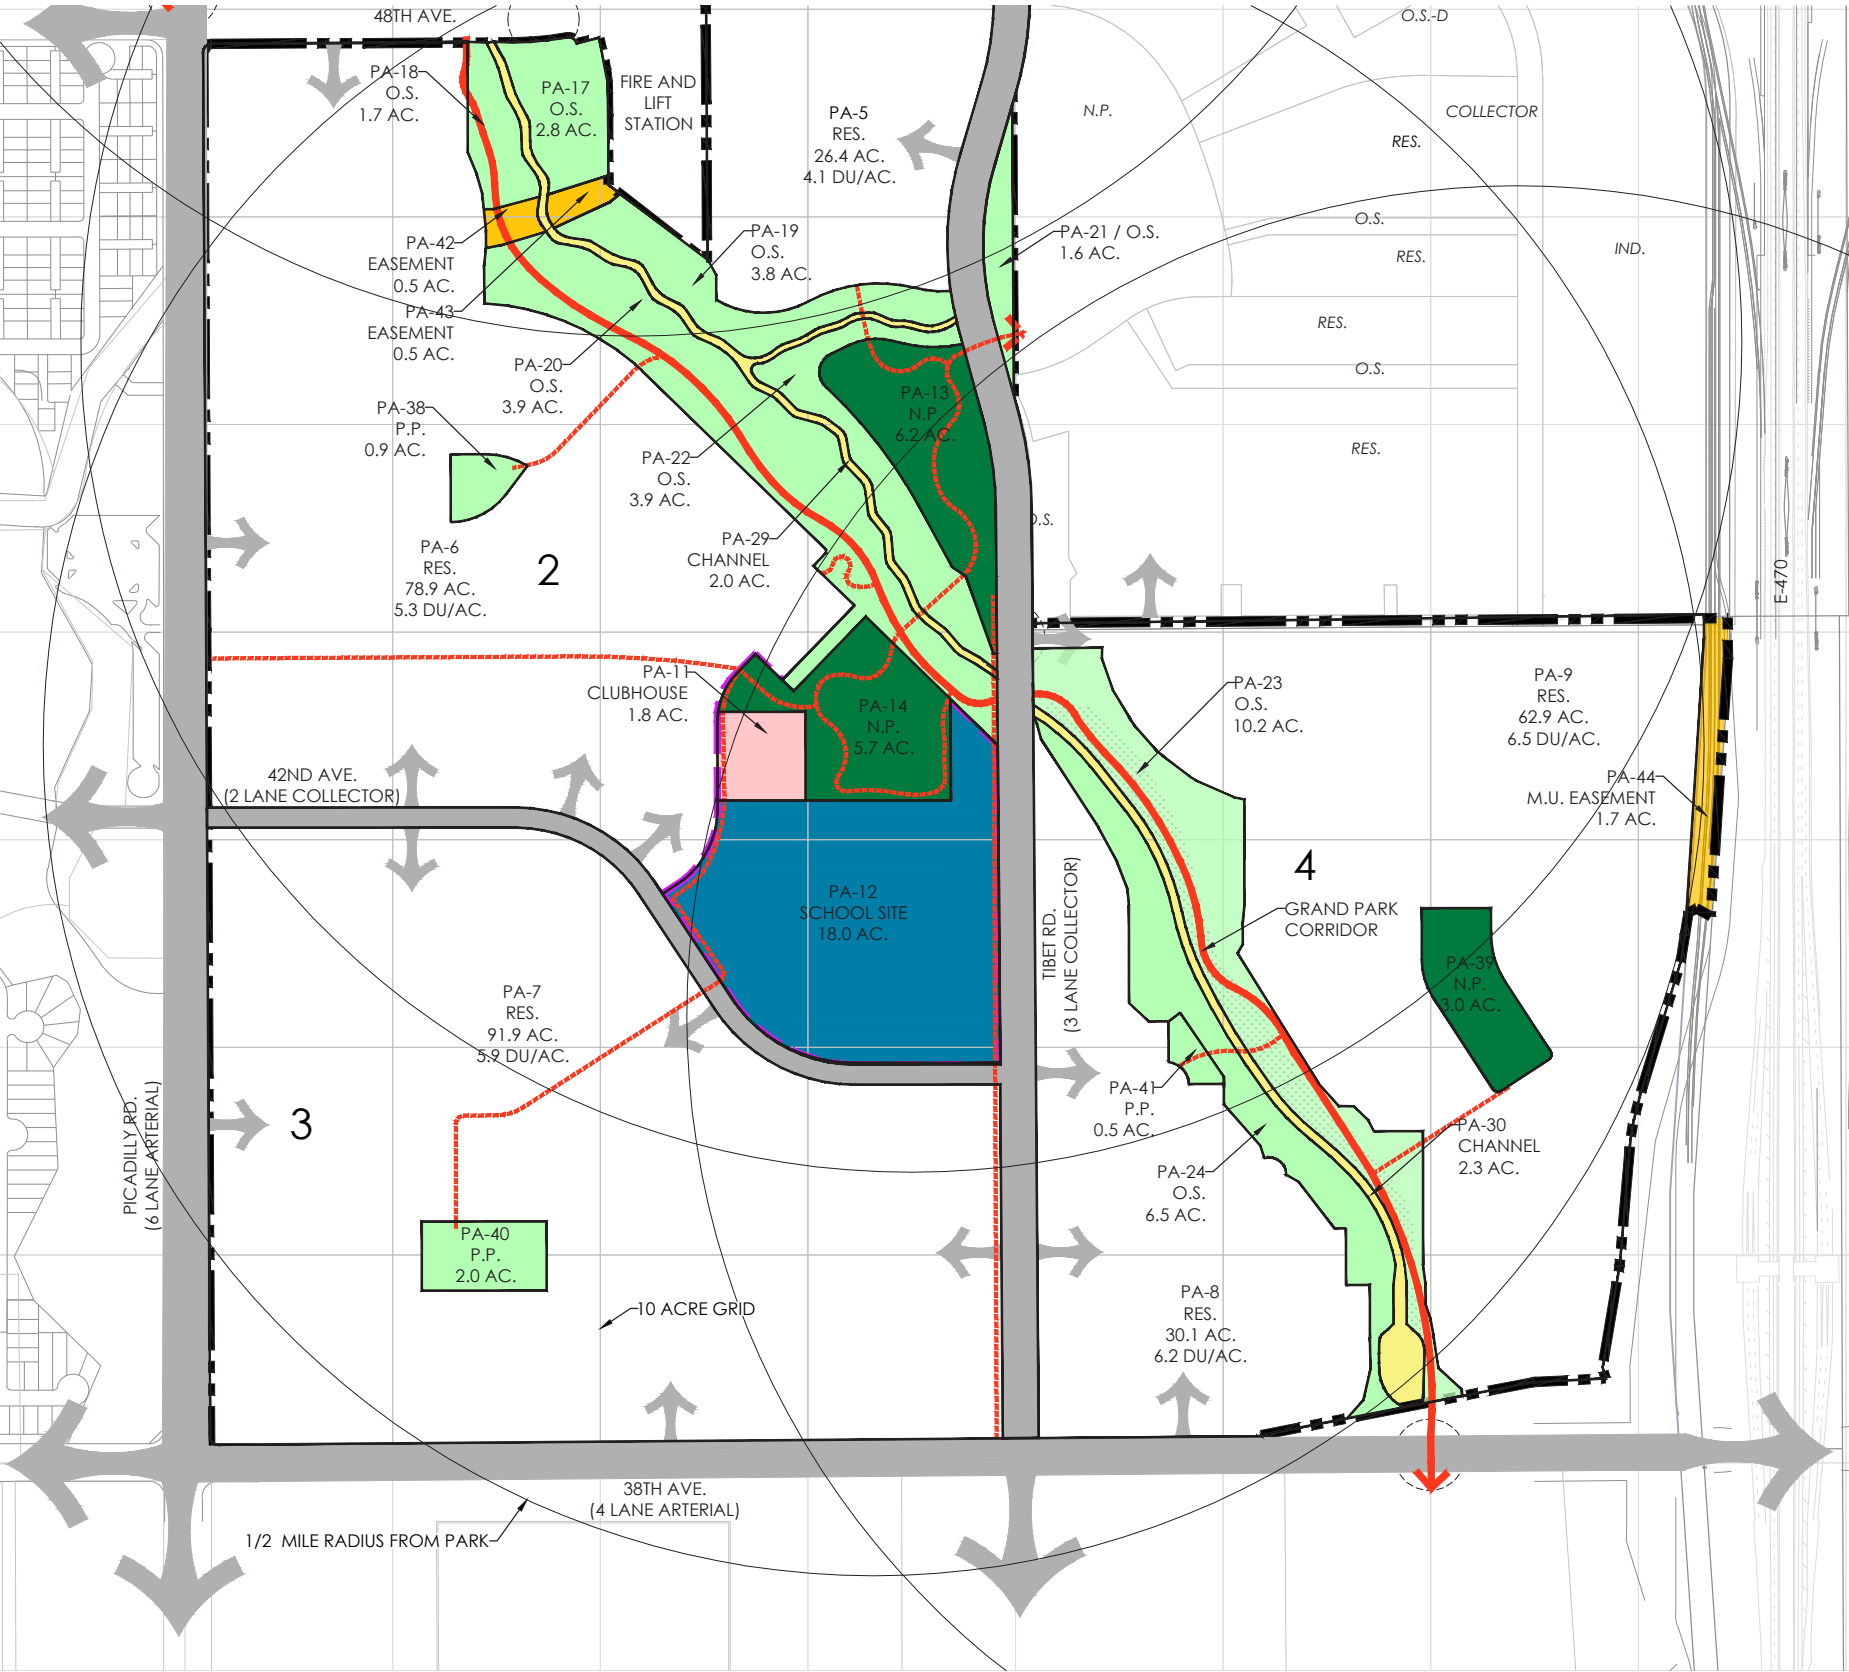 48TH AVE.
O.S.-D
PA-18
O.S.
1.7 AC.
PA-17
O.S.
2.8 AC.
FIRE AND
LIFT
STATION
PA-5
RES.
26.4 AC.
4.1 DU/AC.
N.P.
COLLECTOR
RES.
O.S.
RES.
IND.
RES.
O.S.
RES.
PA-42
EASEMENT
0.5 AC.
PA-43
EASEMENT
0.5 AC.
PA-19
O.S.
3.8 AC.
PA-21 / O.S.
1.6 AC.
PA-20
O.S.
3.9 AC.
PA-38
P.P.
0.9 AC.
PA-13
N.P.
6.2 AC.
PA-22
O.S.
3.9 AC.
PA-29
CHANNEL
2.0 AC.
O.S.
E-470
PA-6
RES.
78.9 AC.
5.3 DU/AC.
2
PA-11
CLUBHOUSE
1.8 AC.
PA-14
N.P.
5.7 AC.
PA-23
O.S.
10.2 AC.
PA-9
RES.
62.9 AC.
6.5 DU/AC.
PA-44
M.U. EASEMENT
1.7 AC.
42ND AVE.
(2 LANE COLLECTOR)
4
PA-12
SCHOOL SITE
18.0 AC.
TIBET RD.
(3 LANE COLLECTOR)
GRAND PARK
CORRIDOR
PA-39
N.P.
3.0 AC.
PA-7
RES.
91.9 AC.
5.9 DU/AC.
3
PICADILLY RD.
(6 LANE ARTERIAL)
PA-41
P.P.
0.5 AC.
PA-30
CHANNEL
2.3 AC.
PA-24
O.S.
6.5 AC.
PA-40
P.P.
2.0 AC.
10 ACRE GRID
PA-8
RES.
30.1 AC.
6.2 DU/AC.
38TH AVE.
(4 LANE ARTERIAL)
1/2 MILE RADIUS FROM PARK